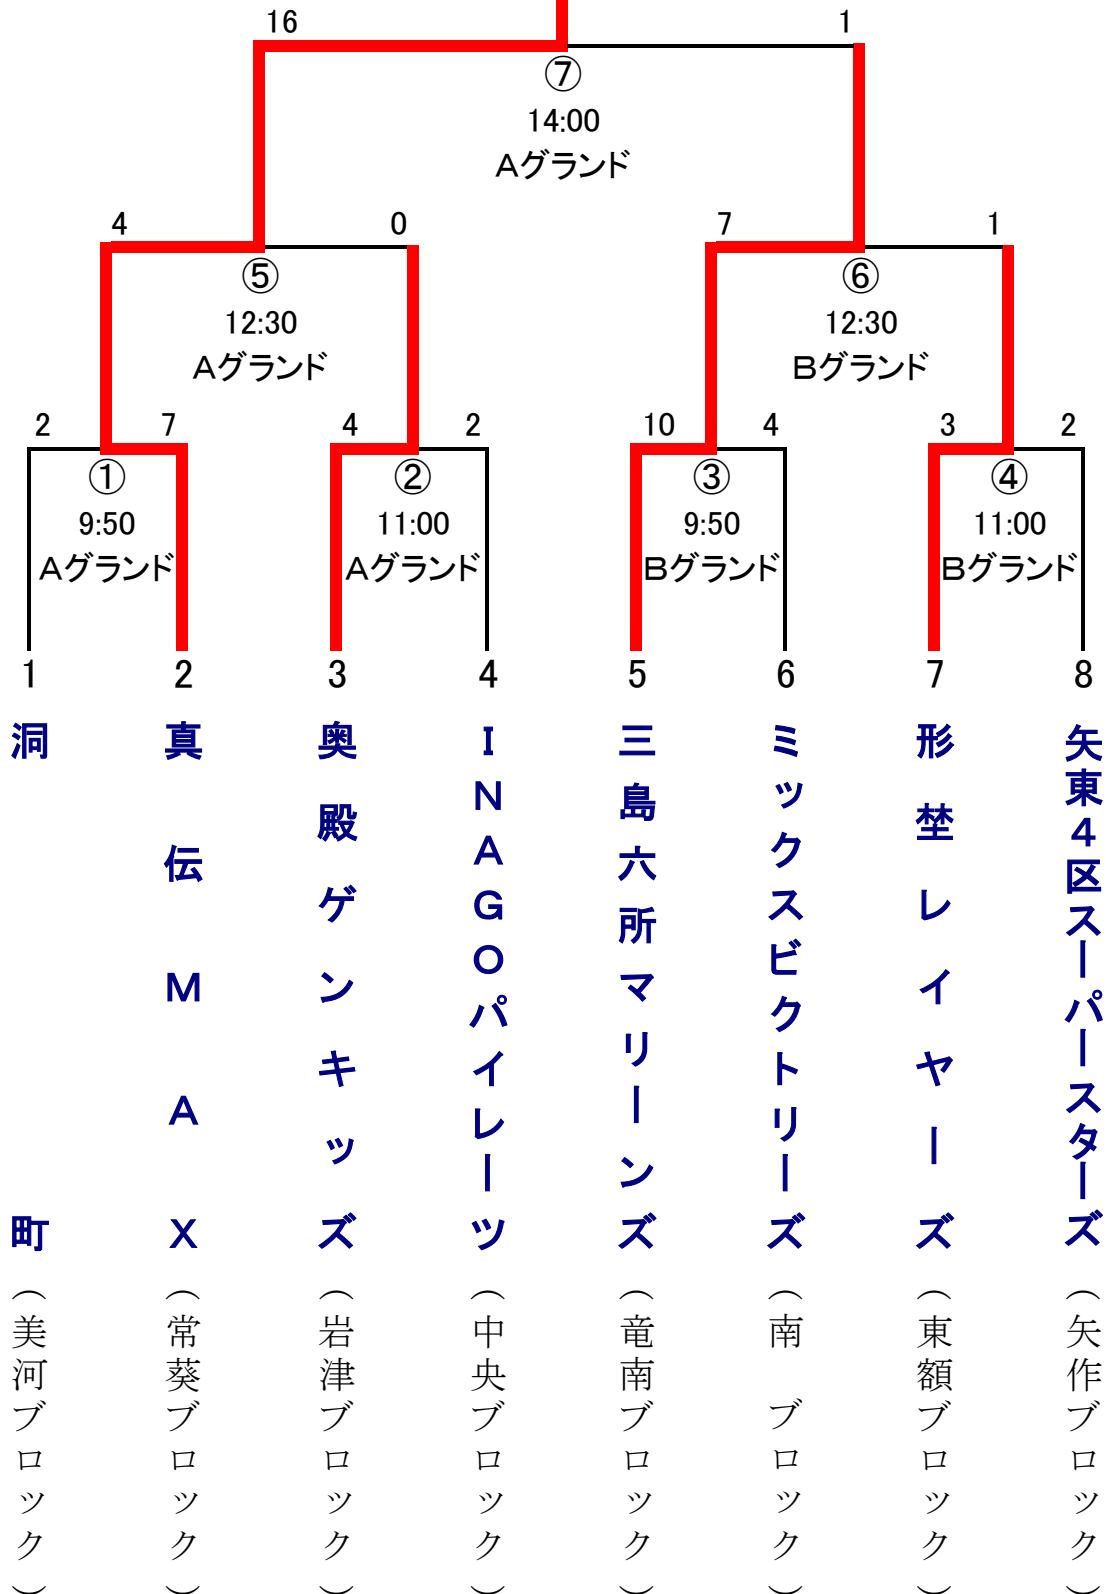 16 1
⑦
14:00
Aグランド
4 0 7 1
⑤ ⑥
12:30 12:30
Aグランド Bグランド
2 7 4 2 10 4 3 2
① ② ③ ④
9:50 11:00 9:50 11:00
Aグランド Aグランド Bグランド Bグランド
1 2 3 4 5 6 7 8
洞町（美河ブロック）
真伝MAX（常葵ブロック）
奥殿ゲンキッズ（岩津ブロック）
INAGOパイレーツ（中央ブロック）
三島六所マリーンズ（竜南ブロック）
ミックスビクトリーズ（南　ブロック）
形埜レイヤーズ（東額ブロック）
矢東4区スーパースターズ（矢作ブロック）